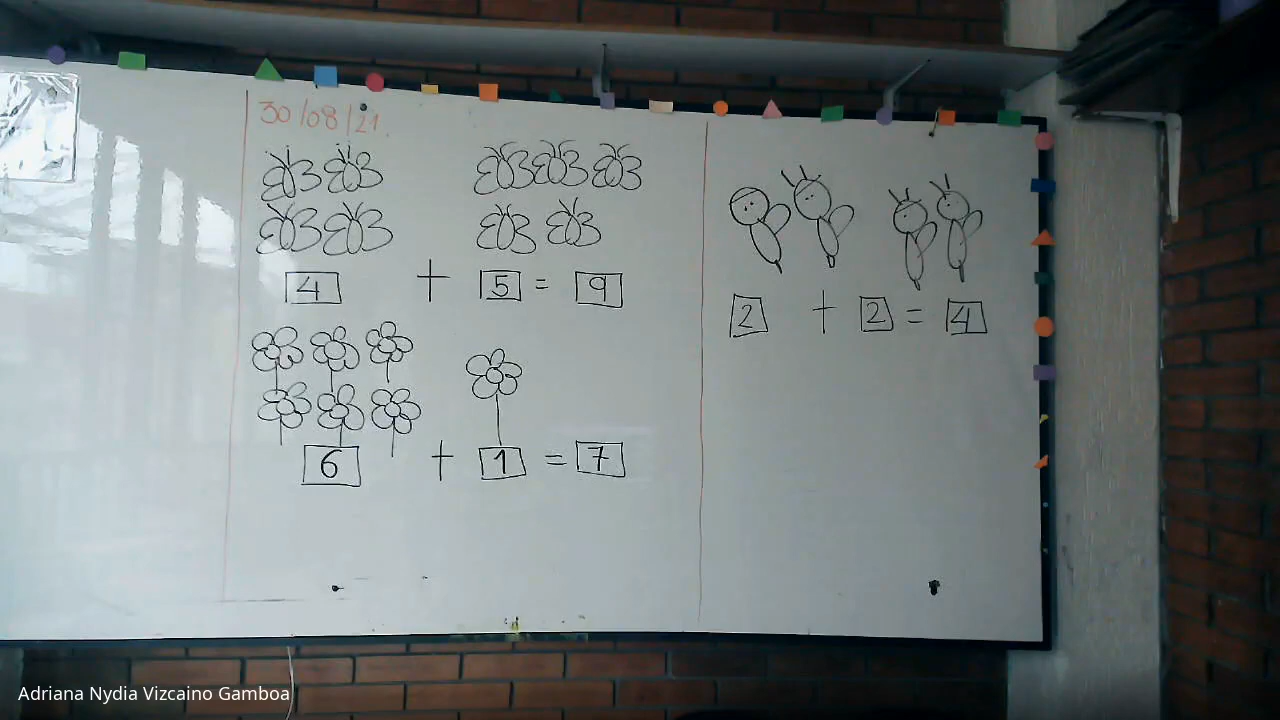 30/08/21
4 + 5 = 9
6 + 1 = 7
2 + 2 = 4
Adriana Nydia Vizcaino Gamboa